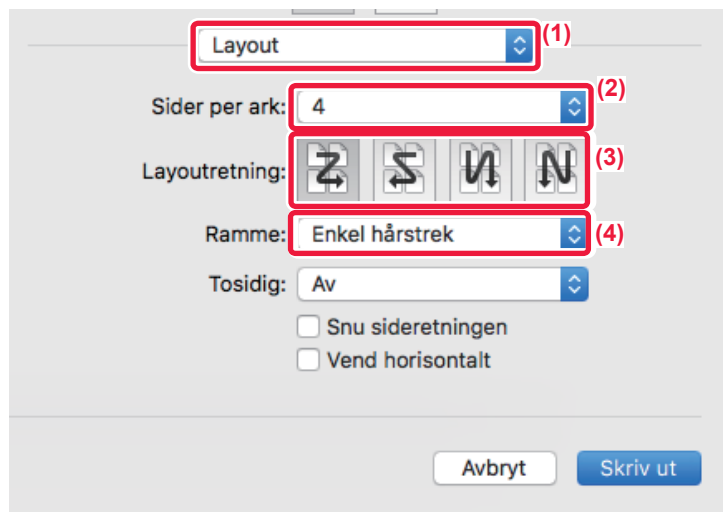 Layout (1)
Sider per ark: 4 (2)
Layoutretning: (3)
Ramme: Enkel hårstrek (4)
Tosidig: Av
Snu sideretningen
Vend horisontalt
Avbryt Skriv ut